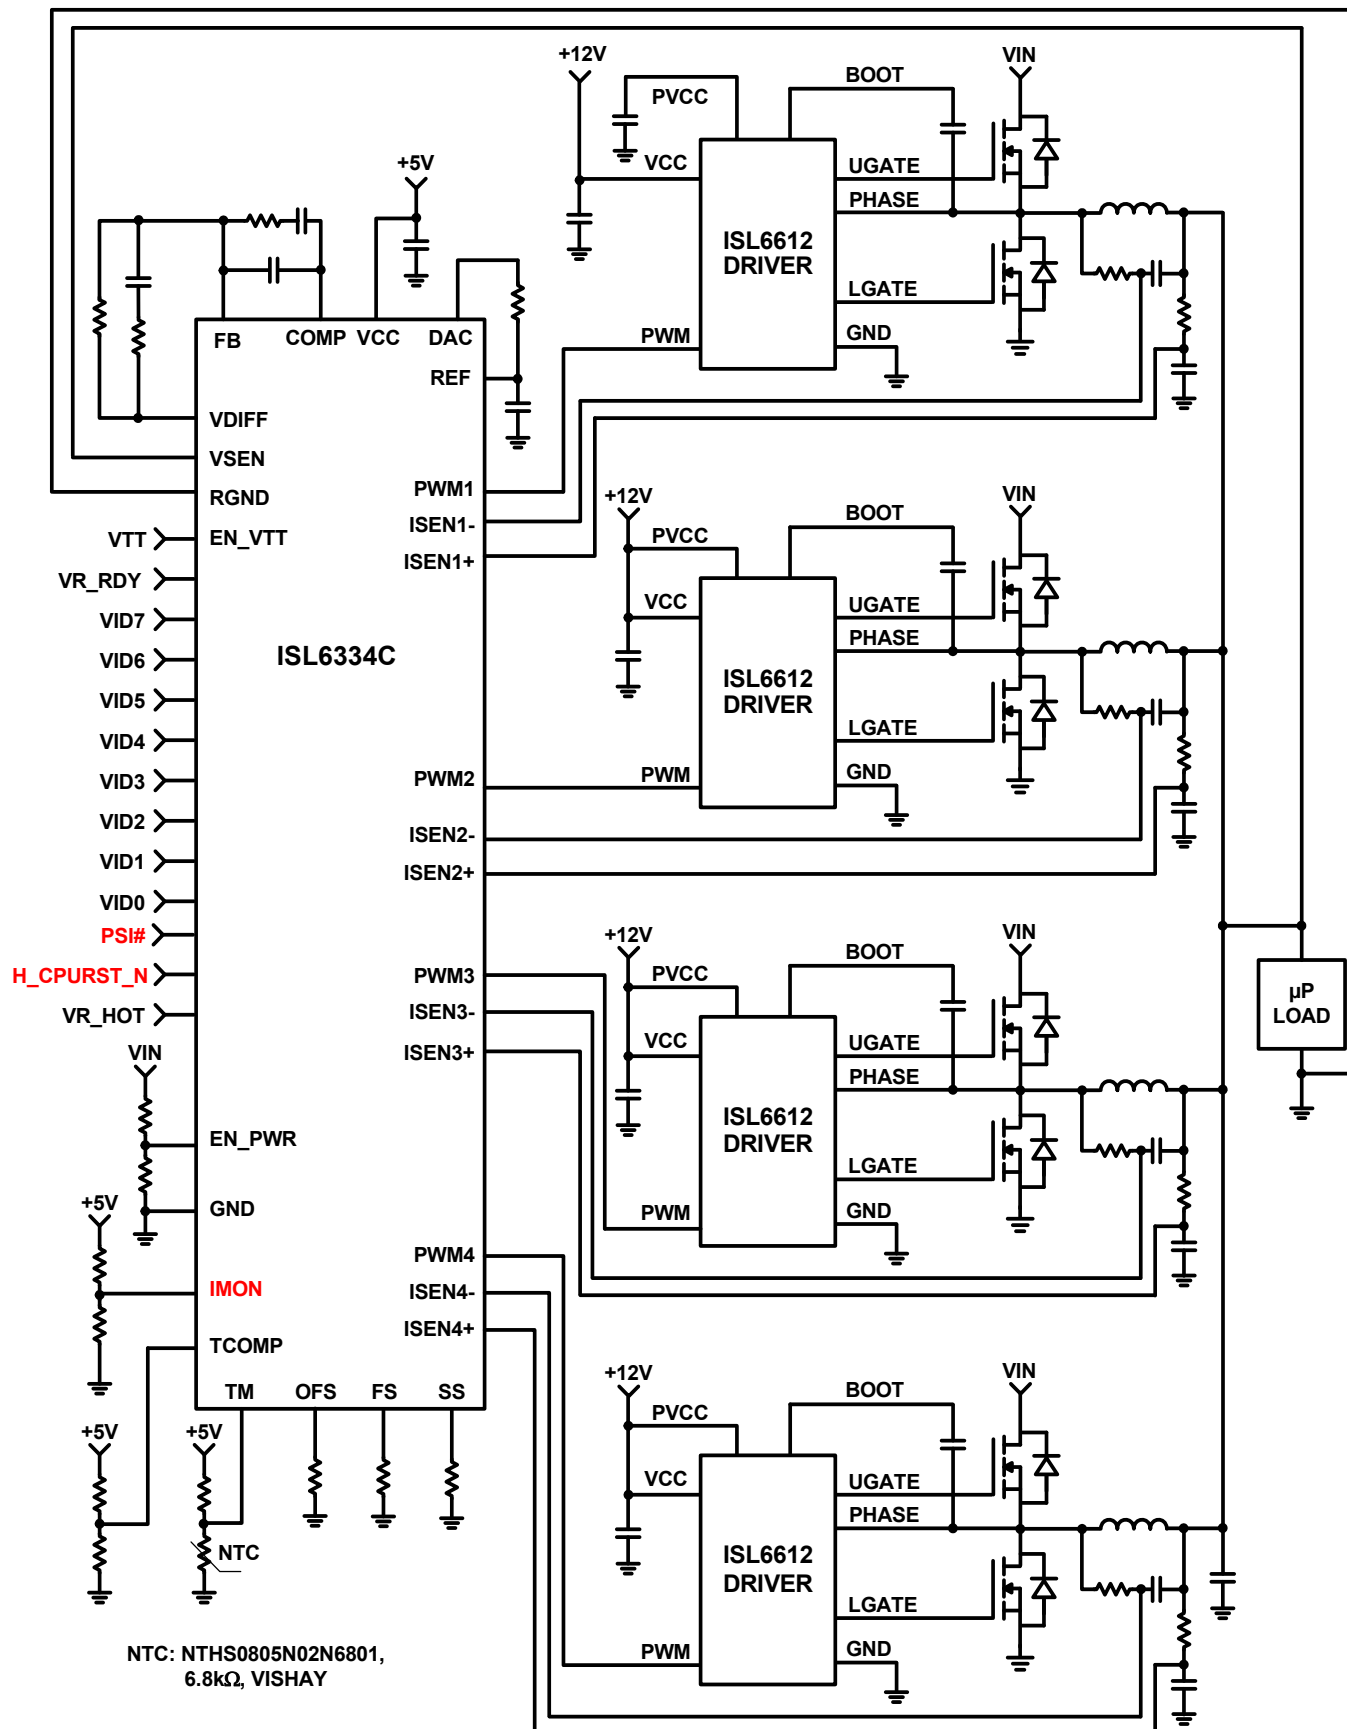 +12V
PVCC
BOOT
VIN
VCC
UGATE
PHASE
ISL6612
DRIVER
LGATE
PWM
GND
+5V
FB
COMP
VCC
DAC
REF
VDIFF
VSEN
RGND
EN_VTT
VTT
VR_RDY
VID7
VID6
VID5
VID4
VID3
VID2
VID1
VID0
PSI#
H_CPURST_N
VR_HOT
VIN
EN_PWR
GND
+5V
IMON
TCOMP
TM
OFS
FS
SS
+5V
+5V
NTC
ISL6334C
PWM1
ISEN1-
ISEN1+
PWM2
ISEN2-
ISEN2+
PWM3
ISEN3-
ISEN3+
PWM4
ISEN4-
ISEN4+
+12V
PVCC
BOOT
VIN
VCC
UGATE
PHASE
ISL6612
DRIVER
LGATE
PWM
GND
+12V
PVCC
BOOT
VIN
VCC
UGATE
PHASE
ISL6612
DRIVER
LGATE
PWM
GND
µP
LOAD
+12V
PVCC
BOOT
VIN
VCC
UGATE
PHASE
ISL6612
DRIVER
LGATE
PWM
GND
NTC: NTHS0805N02N6801,
6.8kΩ, VISHAY